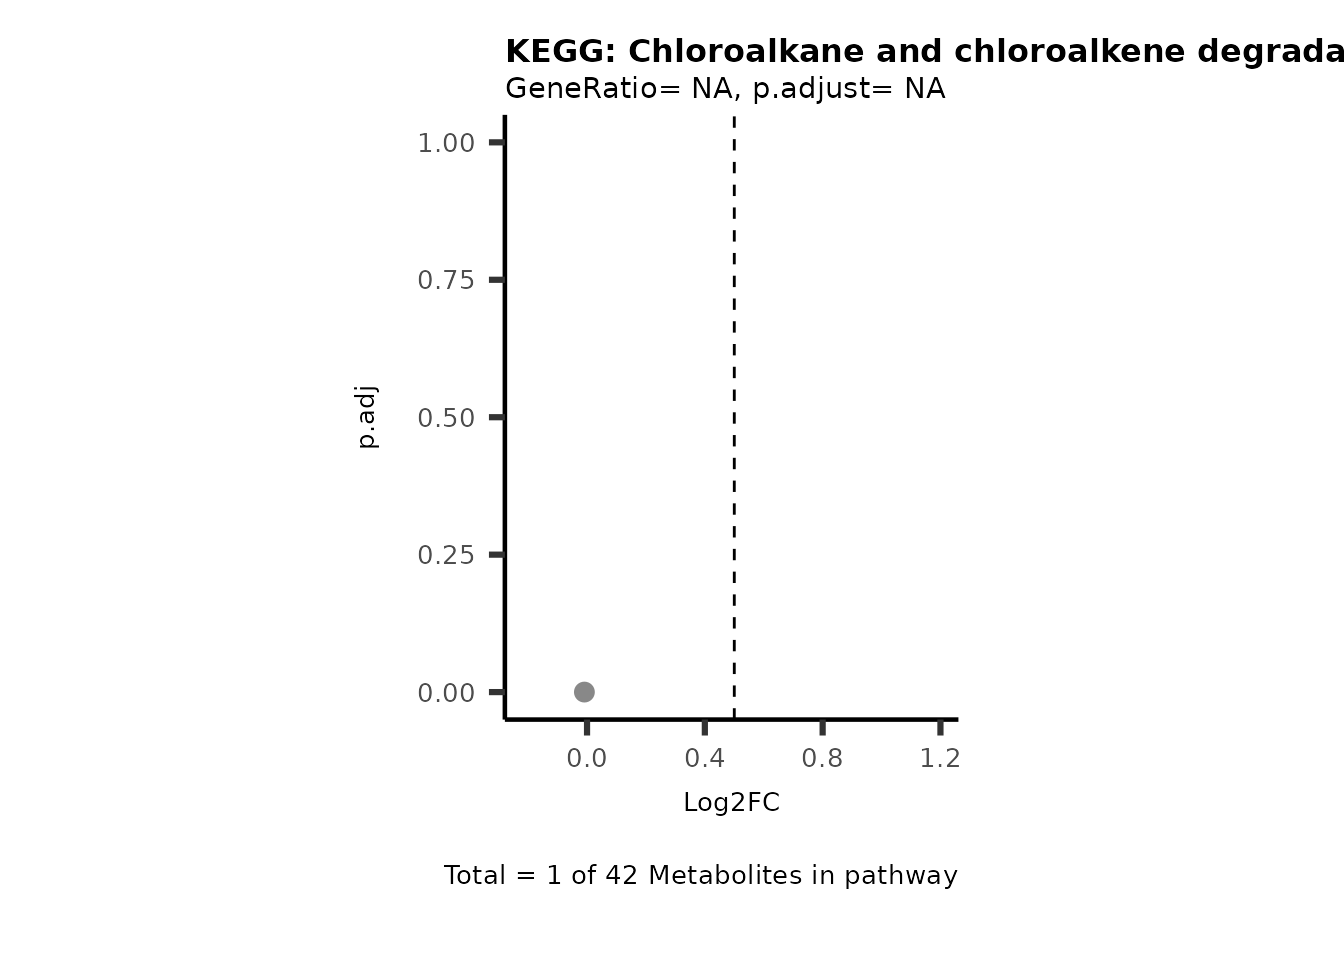 KEGG: Chloroalkane and chloroalkene degrada
GeneRatio= NA, p.adjust= NA
1.00
0.75
0.50
0.25
0.00
p.adj
0.0 0.4 0.8 1.2
Log2FC
Total = 1 of 42 Metabolites in pathway